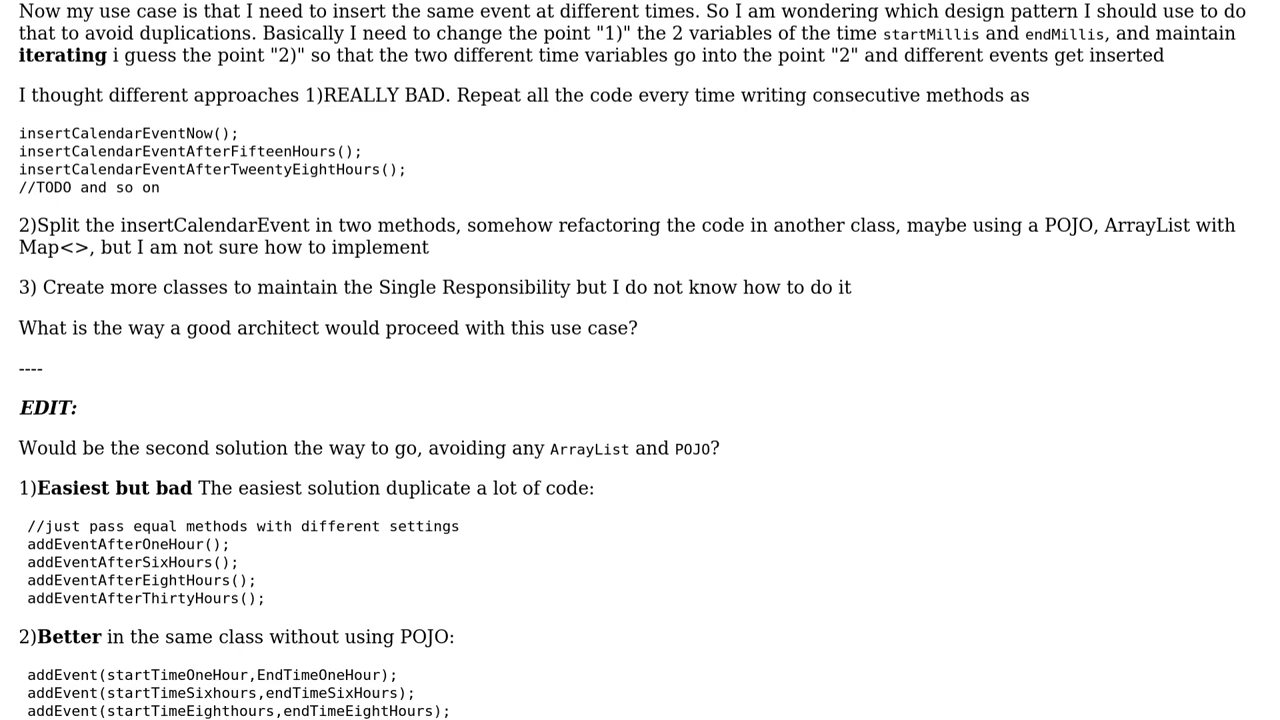 Now my use case is that I need to insert the same event at different times. So I am wondering which design pattern I should use to do
that to avoid duplications. Basically I need to change the point "1)" the 2 variables of the time startMillis and endMillis, and maintain
iterating i guess the point "2)" so that the two different time variables go into the point "2" and different events get inserted
I thought different approaches 1)REALLY BAD. Repeat all the code every time writing consecutive methods as
insertCalendarEventNow();
insertCalendarEventAfterFifteenHours();
insertCalendarEventAfterTweentyEightHours();
//TODO and so on
2)Split the insertCalendarEvent in two methods, somehow refactoring the code in another class, maybe using a POJO, ArrayList with
Map<>, but I am not sure how to implement
3) Create more classes to maintain the Single Responsibility but I do not know how to do it
What is the way a good architect would proceed with this use case?
----
EDIT:
Would be the second solution the way to go, avoiding any ArrayList and POJO?
1)Easiest but bad The easiest solution duplicate a lot of code:
//just pass equal methods with different settings
addEventAfterOneHour();
addEventAfterSixHours();
addEventAfterEightHours();
addEventAfterThirtyHours();
2)Better in the same class without using POJO:
addEvent(startTimeOneHour,EndTimeOneHour);
addEvent(startTimeSixhours,endTimeSixHours);
addEvent(startTimeEighthours,endTimeEightHours);